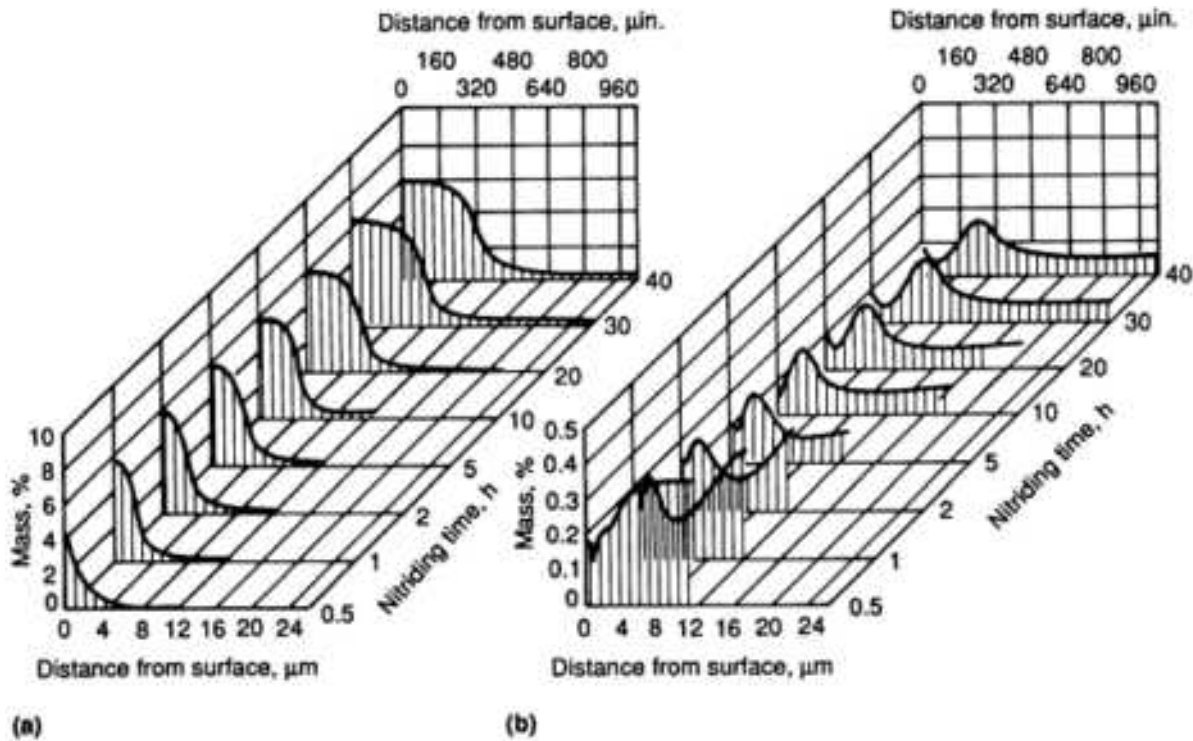 Distance from surface, µin.
160 480 800
0 320 640 960
10
8
6
4
2
0
Mass, %
0 4 8 12 16 20 24
Distance from surface, µm
0.5
1
2
5
10
20
30
40
Nitriding time, h
(a)
Distance from surface, µin.
160 480 800
0 320 640 960
0.5
0.4
0.3
0.2
0.1
0
Mass, %
0 4 8 12 16 20 24
Distance from surface, µm
0.5
1
2
5
10
20
30
40
Nitriding time, h
(b)